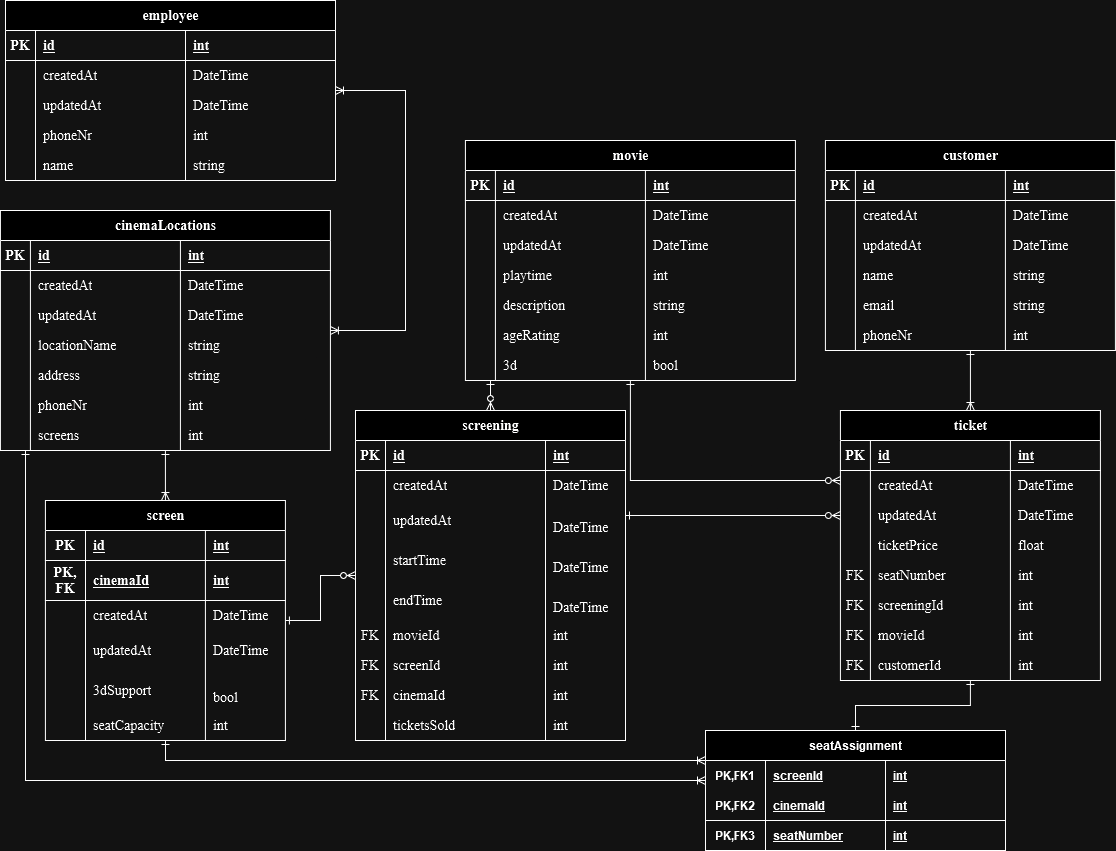 employee
PK id int
createdAt DateTime
updatedAt DateTime
phoneNr int
name string
cinemaLocations
PK id int
createdAt DateTime
updatedAt DateTime
locationName string
address string
phoneNr int
screens int
movie
PK id int
createdAt DateTime
updatedAt DateTime
playtime int
description string
ageRating int
3d bool
customer
PK id int
createdAt DateTime
updatedAt DateTime
name string
email string
phoneNr int
screen
PK id int
PK, FK cinemaId int
createdAt DateTime
updatedAt DateTime
3dSupport bool
seatCapacity int
screening
PK id int
createdAt DateTime
updatedAt DateTime
startTime DateTime
endTime DateTime
FK movieId int
FK screenId int
FK cinemaId int
ticketsSold int
ticket
PK id int
createdAt DateTime
updatedAt DateTime
ticketPrice float
FK seatNumber int
FK screeningId int
FK movieId int
FK customerId int
seatAssignment
PK,FK1 screenId int
PK,FK2 cinemaId int
PK,FK3 seatNumber int